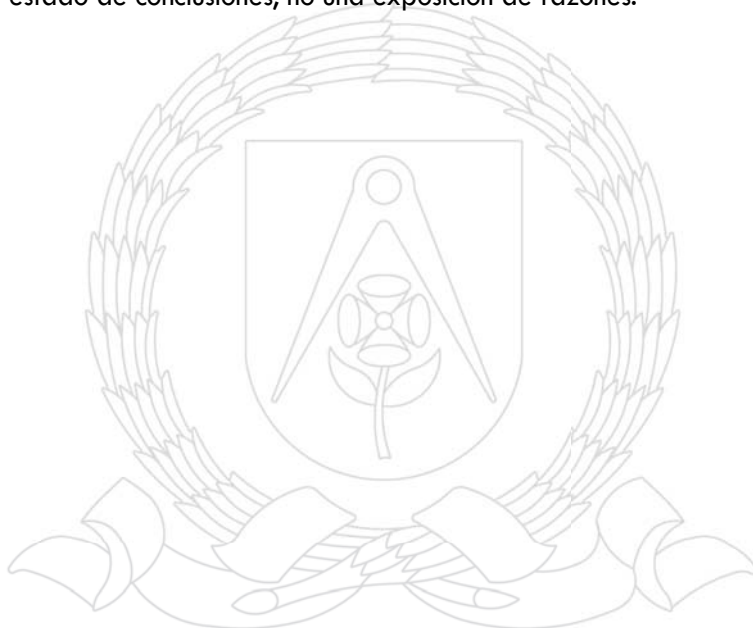 estado de conclusiones, no una exposición de razones.